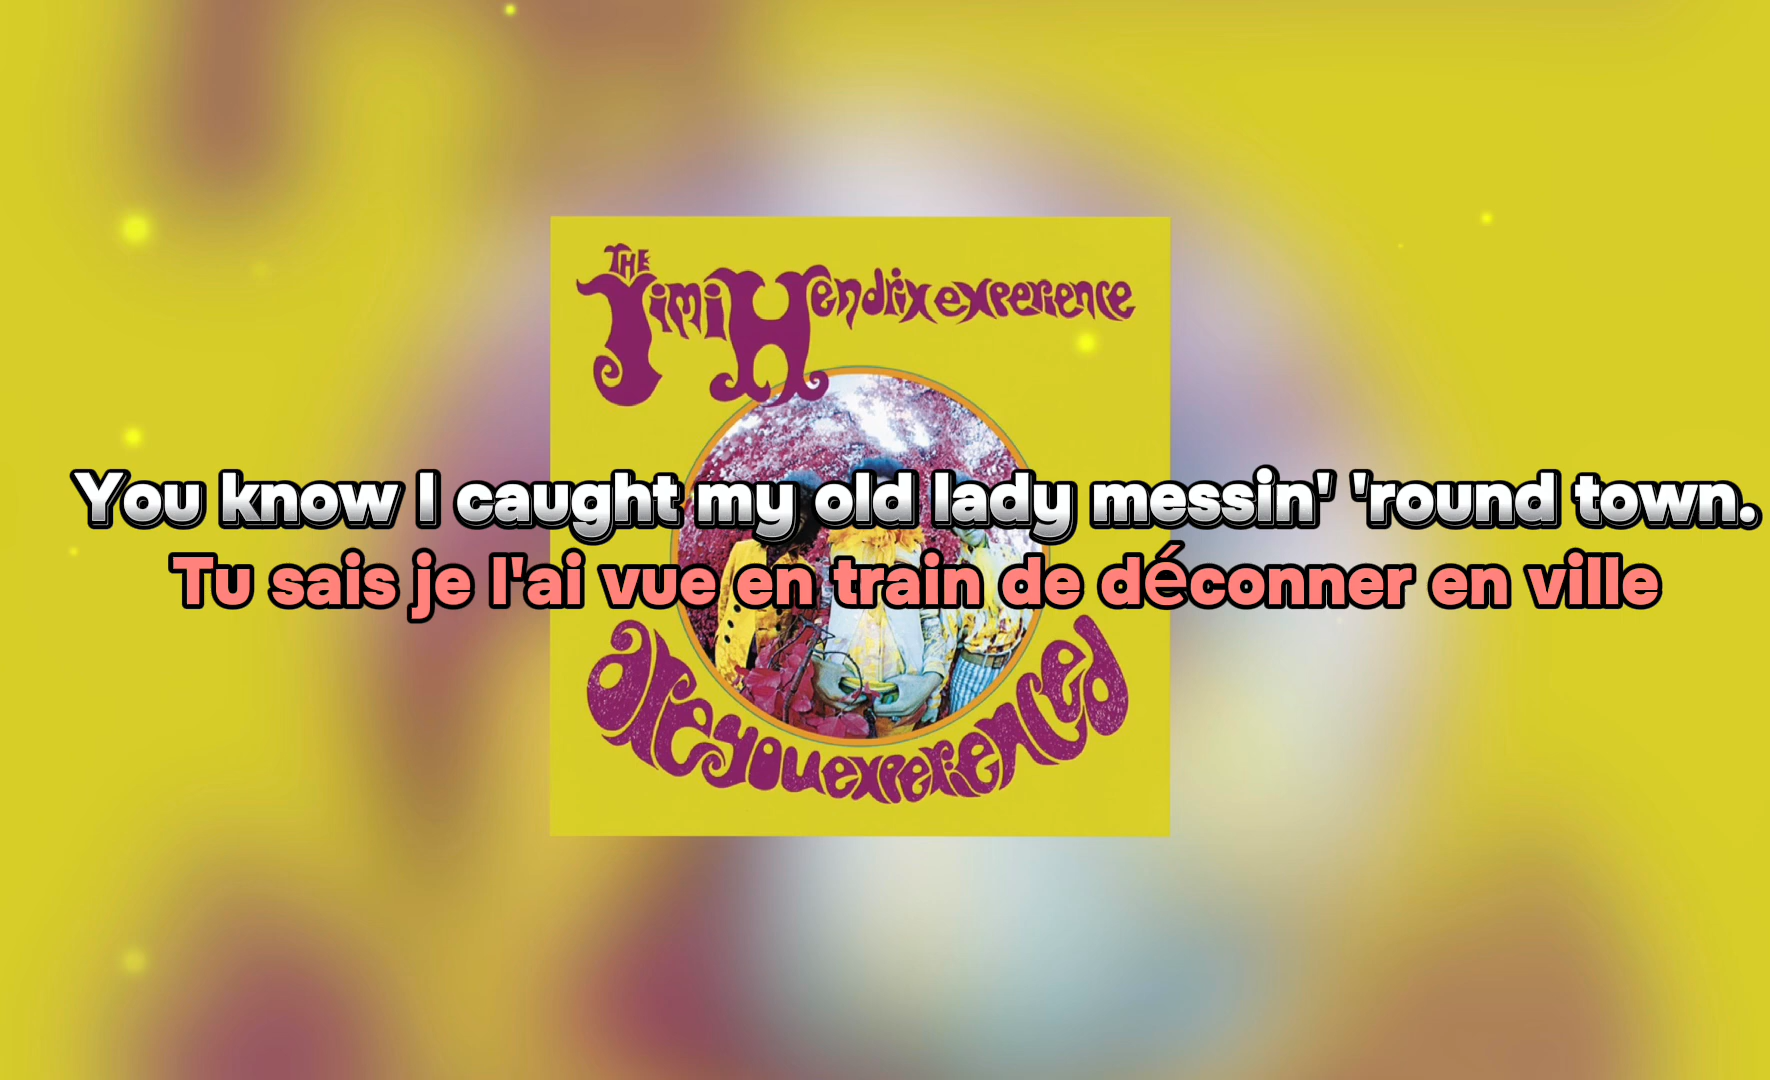 THE
Jimi Hendrix experience
You know I caught my old lady messin' 'round town.
Tu sais je l'ai vue en train de déconner en ville
are you experienced